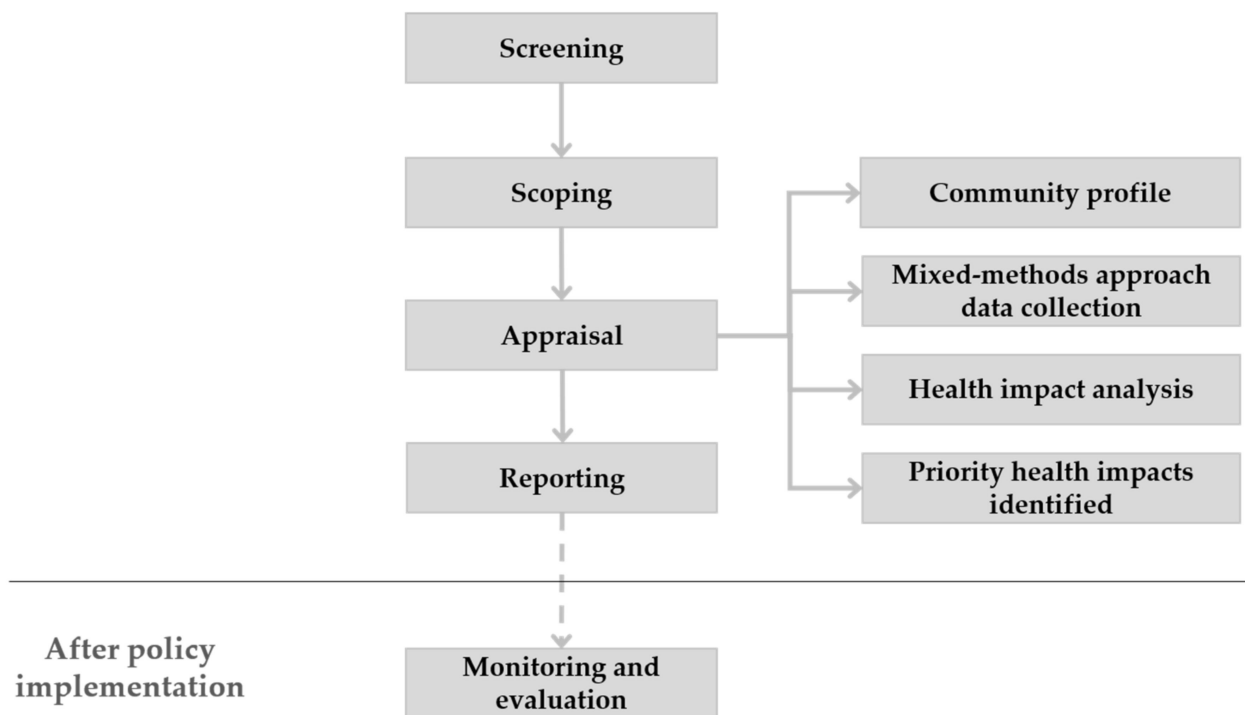 Screening
Scoping
Community profile
Mixed-methods approach
data collection
Appraisal
Health impact analysis
Reporting
Priority health impacts
identified
After policy
implementation
Monitoring and
evaluation